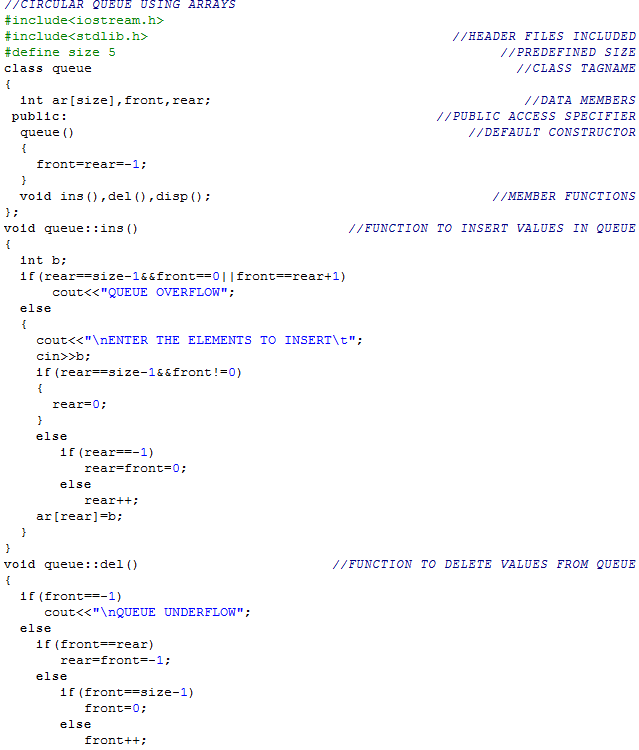 //CIRCULAR QUEUE USING ARRAYS
#include<iostream.h>
#include<stdlib.h> //HEADER FILES INCLUDED
#define size 5 //PREDEFINED SIZE
class queue //CLASS TAGNAME
{
int ar[size],front,rear; //DATA MEMBERS
public: //PUBLIC ACCESS SPECIFIER
queue() //DEFAULT CONSTRUCTOR
{
front=rear=-1;
}
void ins(),del(),disp(); //MEMBER FUNCTIONS
};
void queue::ins() //FUNCTION TO INSERT VALUES IN QUEUE
{
int b;
if(rear==size-1&&front==0||front==rear+1)
cout<<"QUEUE OVERFLOW";
else
{
cout<<"\nENTER THE ELEMENTS TO INSERT\t";
cin>>b;
if(rear==size-1&&front!=0)
{
rear=0;
}
else
if(rear==-1)
rear=front=0;
else
rear++;
ar[rear]=b;
}
}
void queue::del() //FUNCTION TO DELETE VALUES FROM QUEUE
{
if(front==-1)
cout<<"\nQUEUE UNDERFLOW";
else
if(front==rear)
rear=front=-1;
else
if(front==size-1)
front=0;
else
front++;